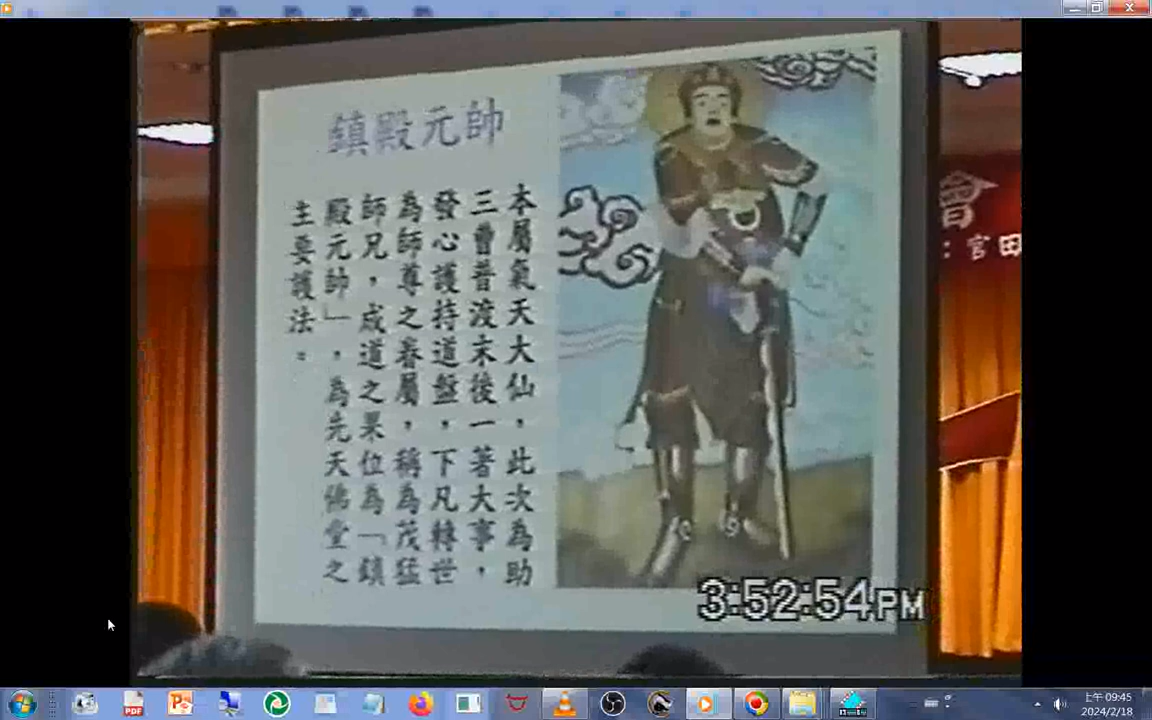 鎮殿元帥
本屬氣天大仙，此次為助
三曹普渡末後一著大事，
發心護持道盤，下凡轉世
為師尊之眷屬，稱為茂猛
師兄，成道之果位為「鎮
殿元帥」，為先天佛堂之
主要護法。
會
：官田
3:52:54PM
PDF
上午 09:45
2024/2/18